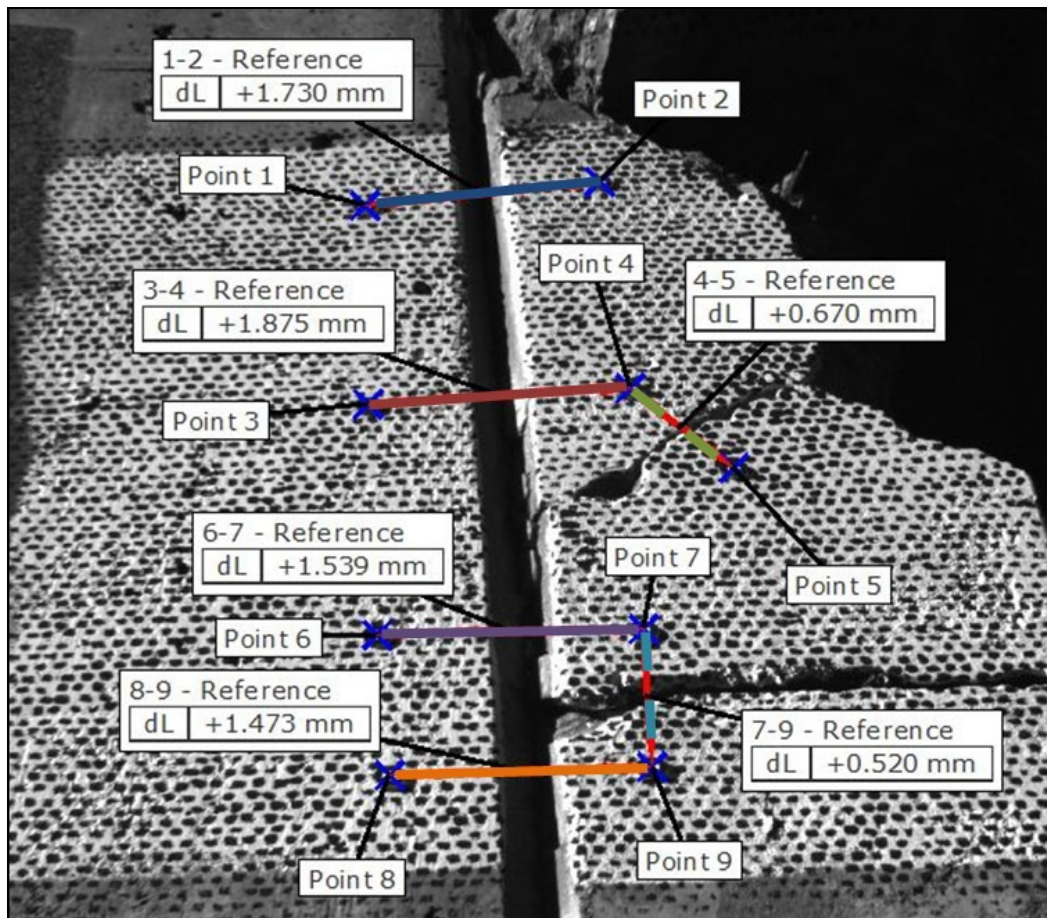 1-2 - Reference
dL +1.730 mm
Point 2
Point 1
Point 4
3-4 - Reference
dL +1.875 mm
4-5 - Reference
dL +0.670 mm
Point 3
6-7 - Reference
dL +1.539 mm
Point 7
Point 5
Point 6
8-9 - Reference
dL +1.473 mm
7-9 - Reference
dL +0.520 mm
Point 8
Point 9